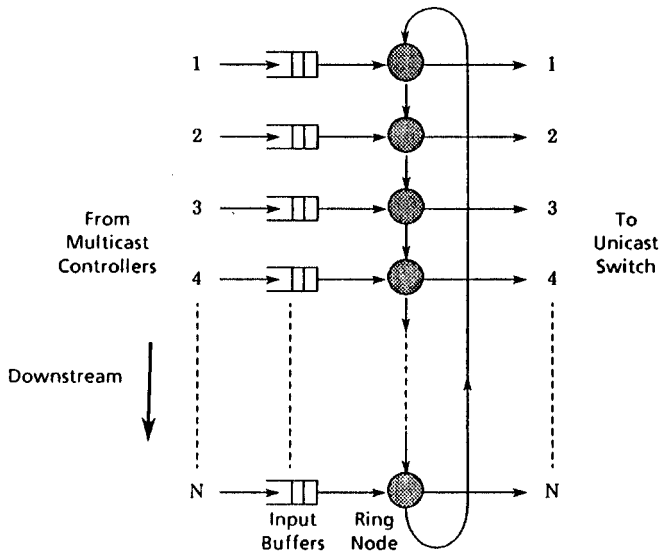 1 1
2 2
3 3
From
Multicast
Controllers
To
Unicast
Switch
4 4
Downstream
N N
Input
Buffers
Ring
Node